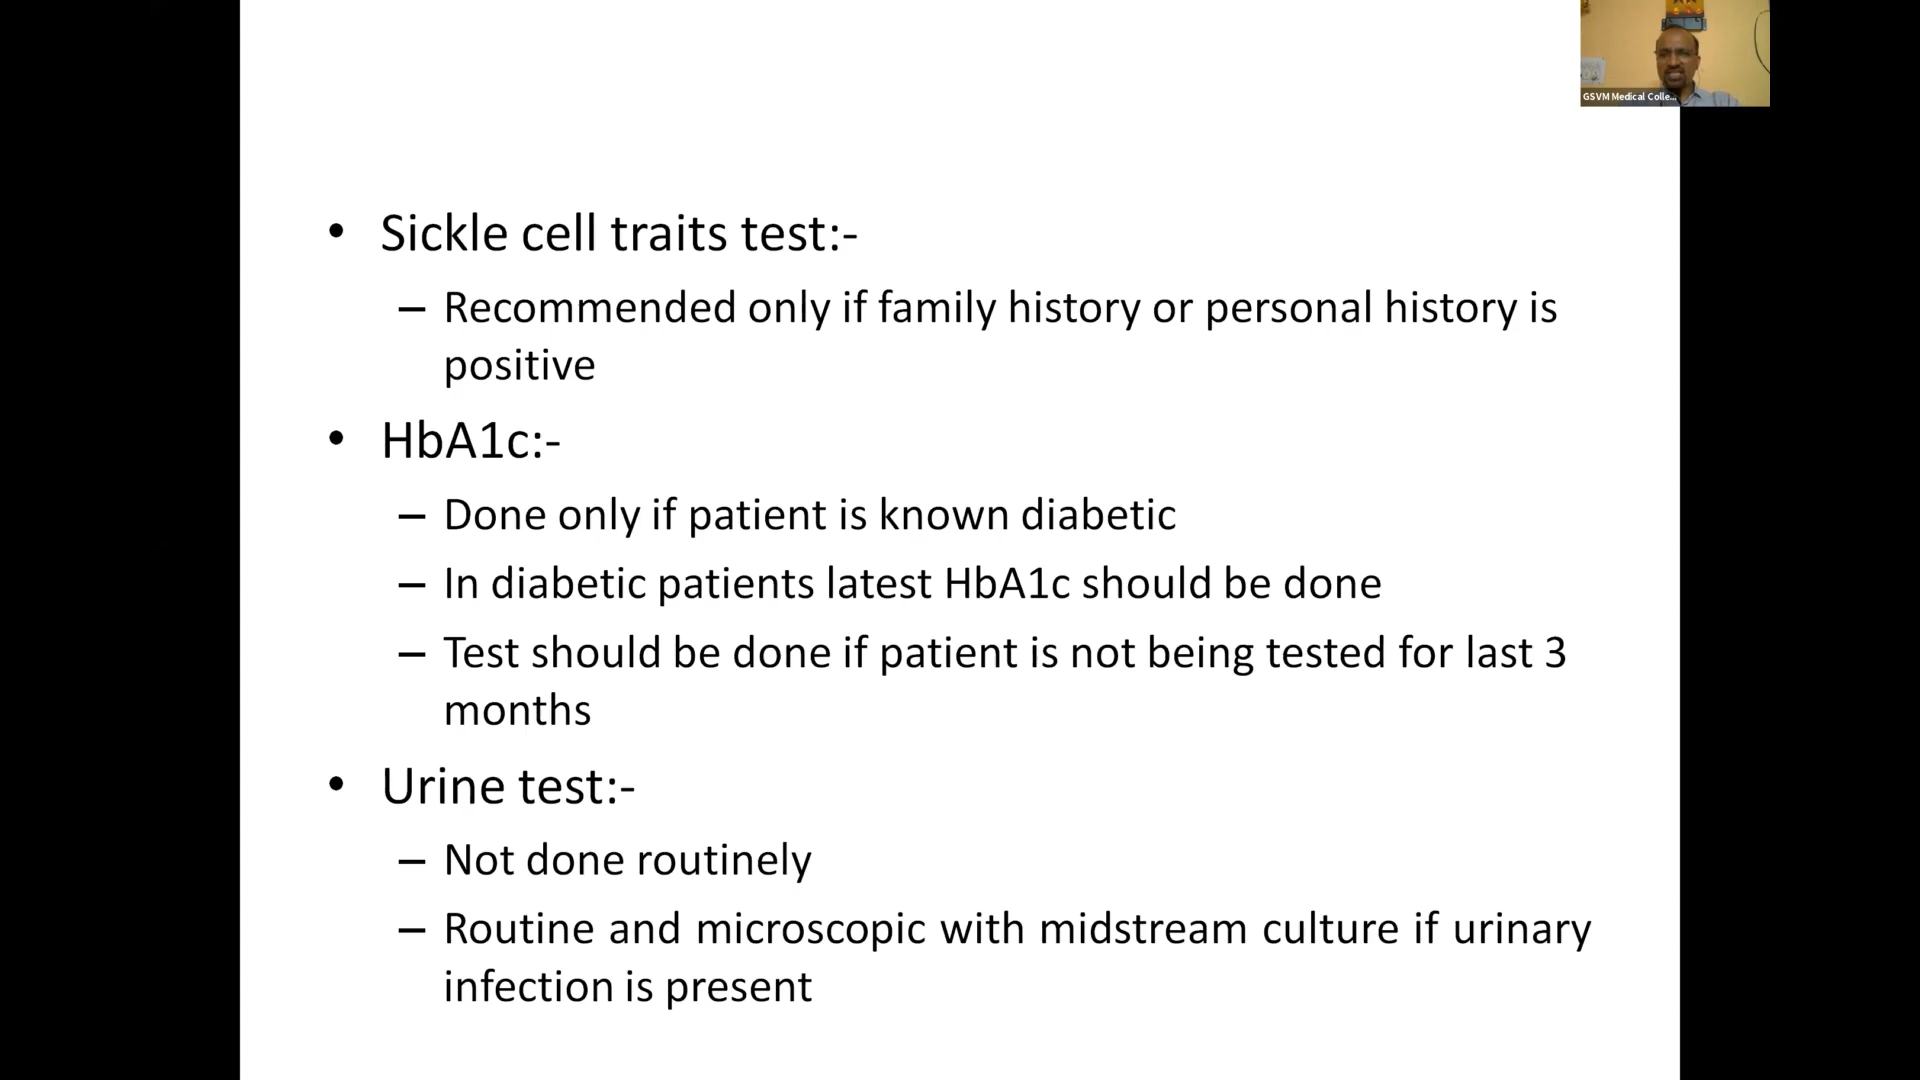 GSVM Medical Colle...
• Sickle cell traits test:-
– Recommended only if family history or personal history is
positive
• HbA1c:-
– Done only if patient is known diabetic
– In diabetic patients latest HbA1c should be done
– Test should be done if patient is not being tested for last 3
months
• Urine test:-
– Not done routinely
– Routine and microscopic with midstream culture if urinary
infection is present